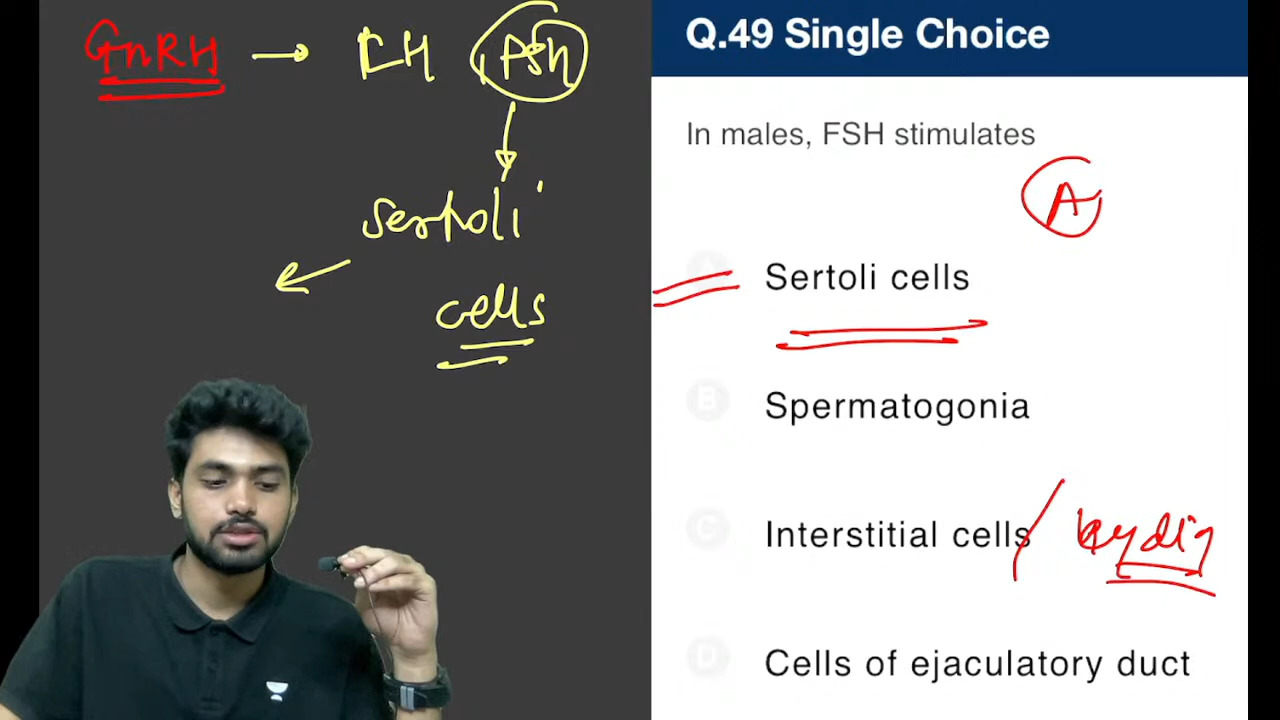 GnRH → LH FSH
Sertoli
cells
Q.49 Single Choice
In males, FSH stimulates
A
A Sertoli cells
B Spermatogonia
C Interstitial cells / Leydig
D Cells of ejaculatory duct